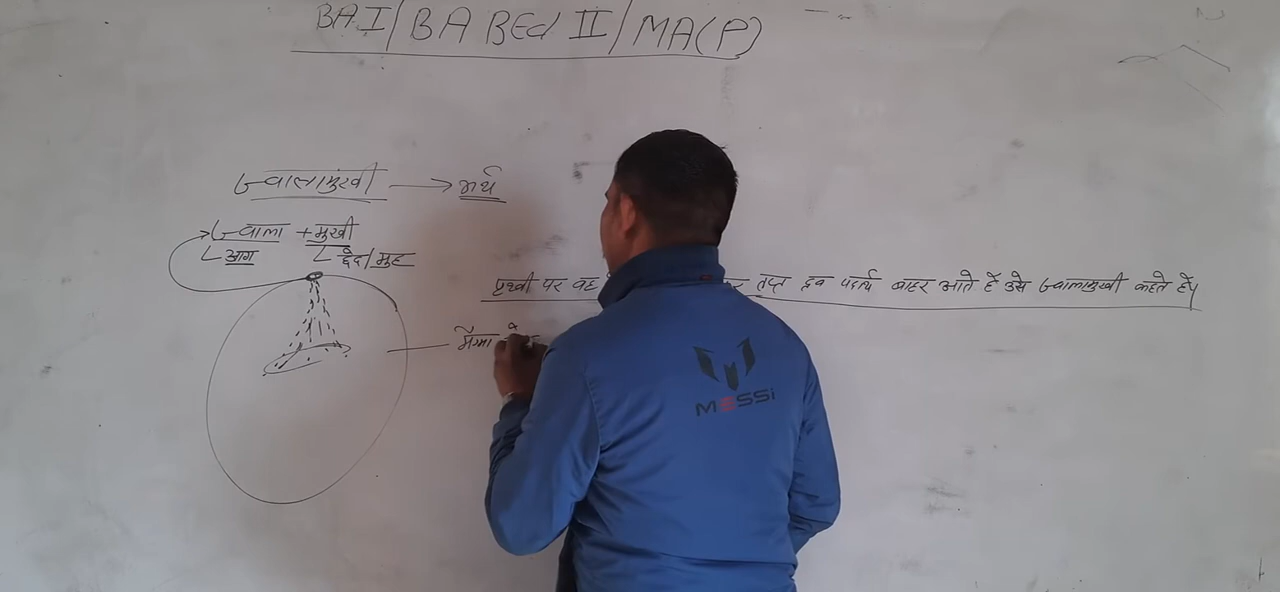 BA I / BA BEd II / MA(P)
ज्वालामुखी → अर्थ
ज्वाला + मुखी
आग छेद/मुह
पृथ्वी पर वह तप्त द्रव पदार्थ बाहर आते हैं उसे ज्वालामुखी कहते हैं।
मैग्मा
MESSI